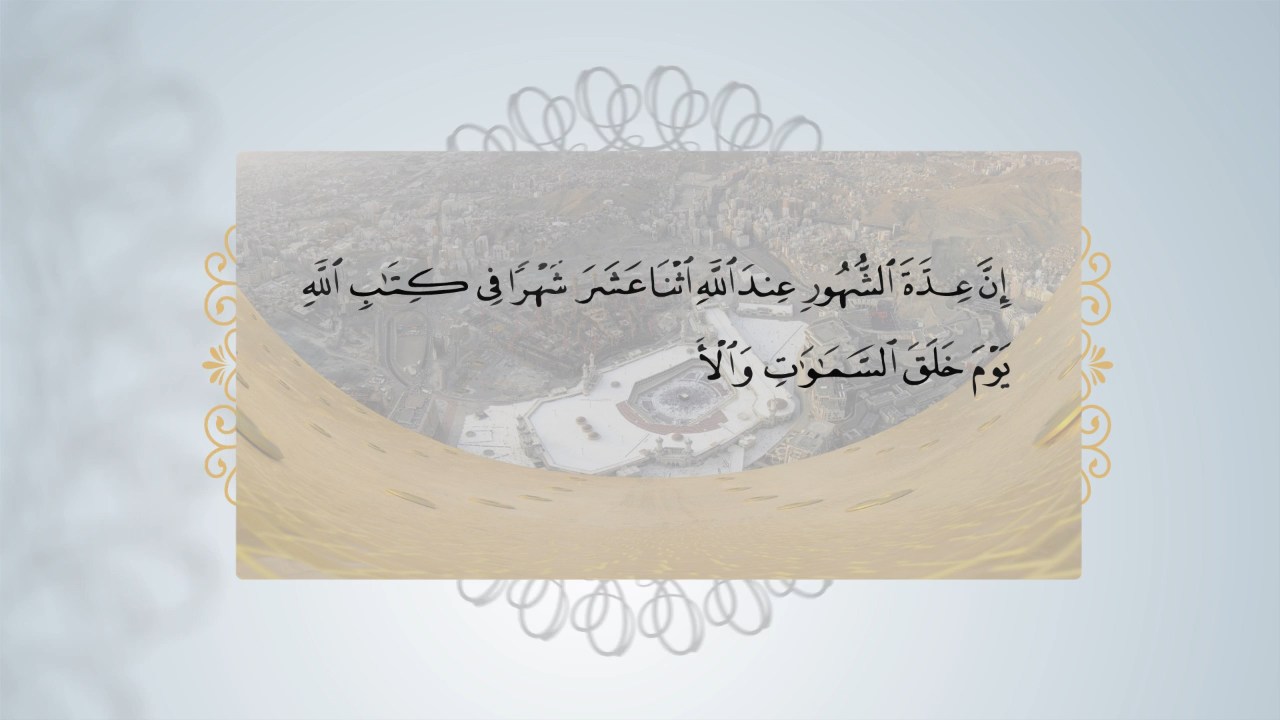 إِنَّ عِدَّةَ ٱلشُّهُورِ عِندَ ٱللَّهِ ٱثْنَا عَشَرَ شَهْرًا فِى كِتَٰبِ ٱللَّهِ
يَوْمَ خَلَقَ ٱلسَّمَٰوَٰتِ وَٱلْأَ